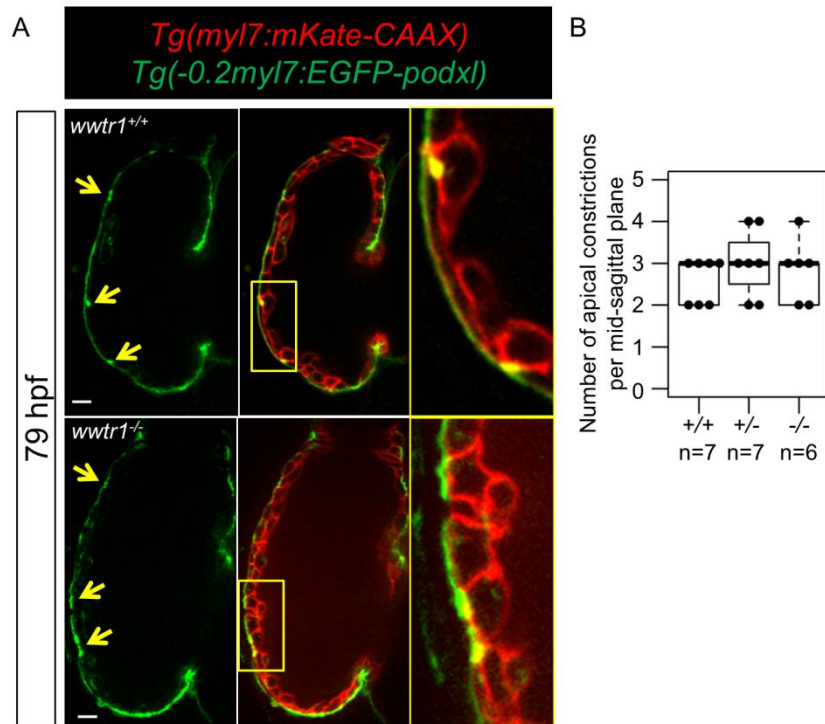 A
Tg(myl7:mKate-CAAX)
Tg(-0.2myl7:EGFP-podxl)
79 hpf
wwtr1+/+
wwtr1-/-
B
Number of apical constrictions
per mid-sagittal plane
5
4
3
2
1
0
+/+ +/- -/-
n=7 n=7 n=6